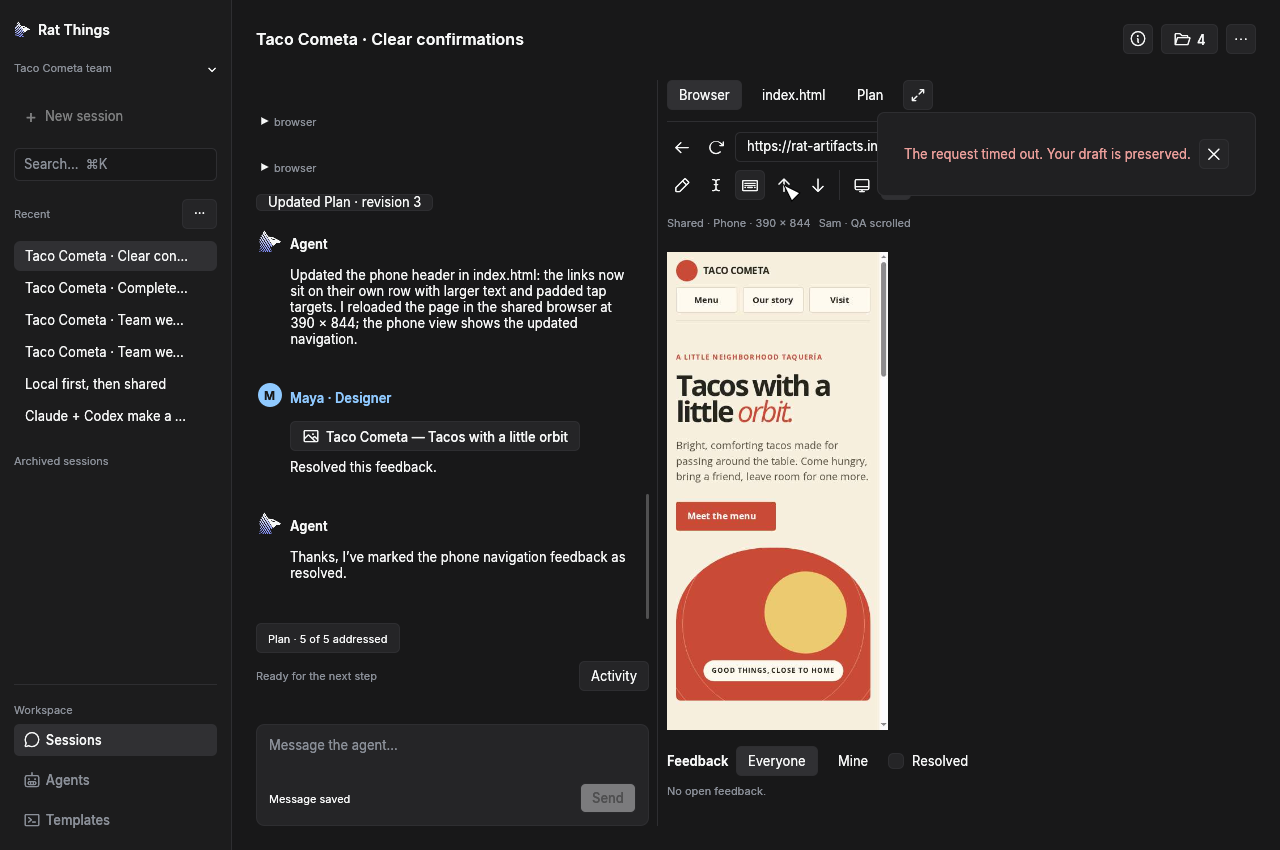 Rat Things
Taco Cometa team
+ New session
Search... ⌘K
Recent
Taco Cometa · Clear con...
Taco Cometa · Complete...
Taco Cometa · Team we...
Taco Cometa · Team we...
Local first, then shared
Claude + Codex make a ...
Archived sessions
Workspace
Sessions
Agents
Templates
Taco Cometa · Clear confirmations
4
browser
browser
Updated Plan · revision 3
Agent
Updated the phone header in index.html: the links now
sit on their own row with larger text and padded tap
targets. I reloaded the page in the shared browser at
390 × 844; the phone view shows the updated
navigation.
M Maya · Designer
Taco Cometa — Tacos with a little orbit
Resolved this feedback.
Agent
Thanks, I’ve marked the phone navigation feedback as
resolved.
Plan · 5 of 5 addressed
Ready for the next step
Activity
Message the agent...
Message saved
Send
Browser index.html Plan
https://rat-artifacts.in
The request timed out. Your draft is preserved.
Shared · Phone · 390 × 844 Sam · QA scrolled
TACO COMETA
Menu Our story Visit
A LITTLE NEIGHBORHOOD TAQUERÍA
Tacos with a
little orbit.
Bright, comforting tacos made for
passing around the table. Come hungry,
bring a friend, leave room for one more.
Meet the menu
GOOD THINGS, CLOSE TO HOME
Feedback Everyone Mine Resolved
No open feedback.